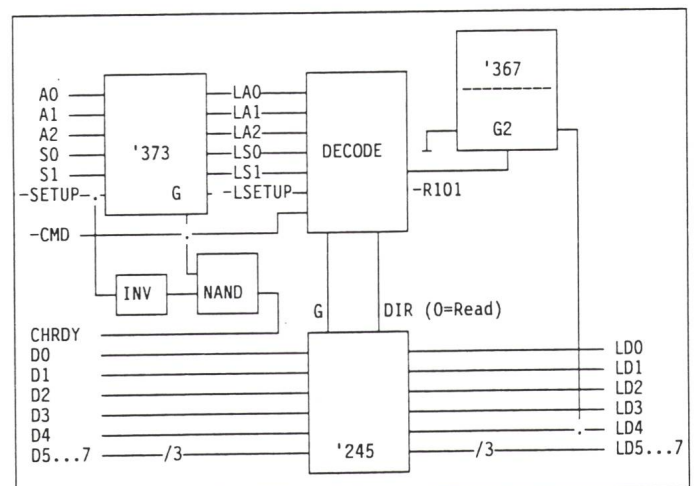 '367
A0 LA0
A1 LA1
A2 LA2
G2
S0 '373 LS0 DECODE
S1 LS1
-SETUP G -LSETUP -R101
-CMD
INV NAND
G DIR (0=Read)
CHRDY
D0 LD0
D1 LD1
D2 LD2
D3 LD3
D4 LD4
D5...7 /3 '245 /3 LD5...7